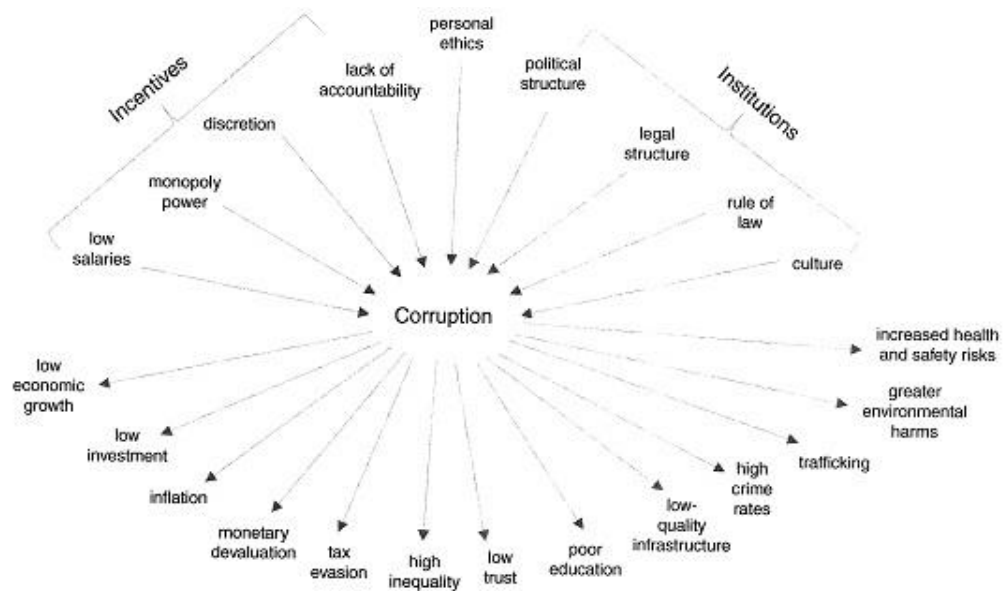 personal
ethics
Incentives
lack of
accountability
political
structure
Institutions
discretion
legal
structure
monopoly
power
rule of
law
low
salaries
culture
Corruption
increased health
and safety risks
low
economic
growth
greater
environmental
harms
low
investment
trafficking
inflation
high
crime
rates
monetary
devaluation
tax
evasion
high
inequality
low
trust
poor
education
low-
quality
infrastructure